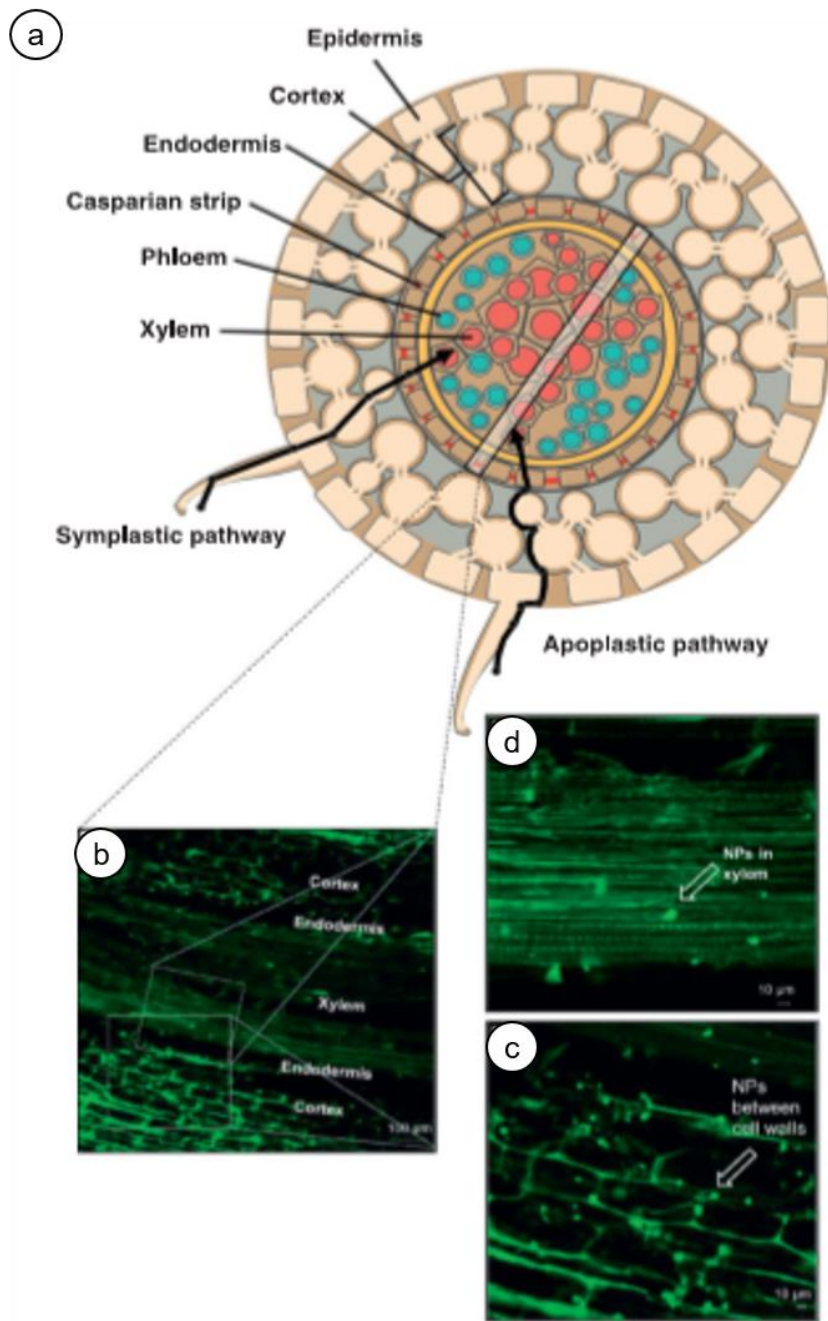 a
Epidermis
Cortex
Endodermis
Casparian strip
Phloem
Xylem
Symplastic pathway
Apoplastic pathway
b
Cortex
Endodermis
Xylem
Endodermis
Cortex
100 µm
d
NPs in
xylem
10 µm
c
NPs
between
cell walls
10 µm